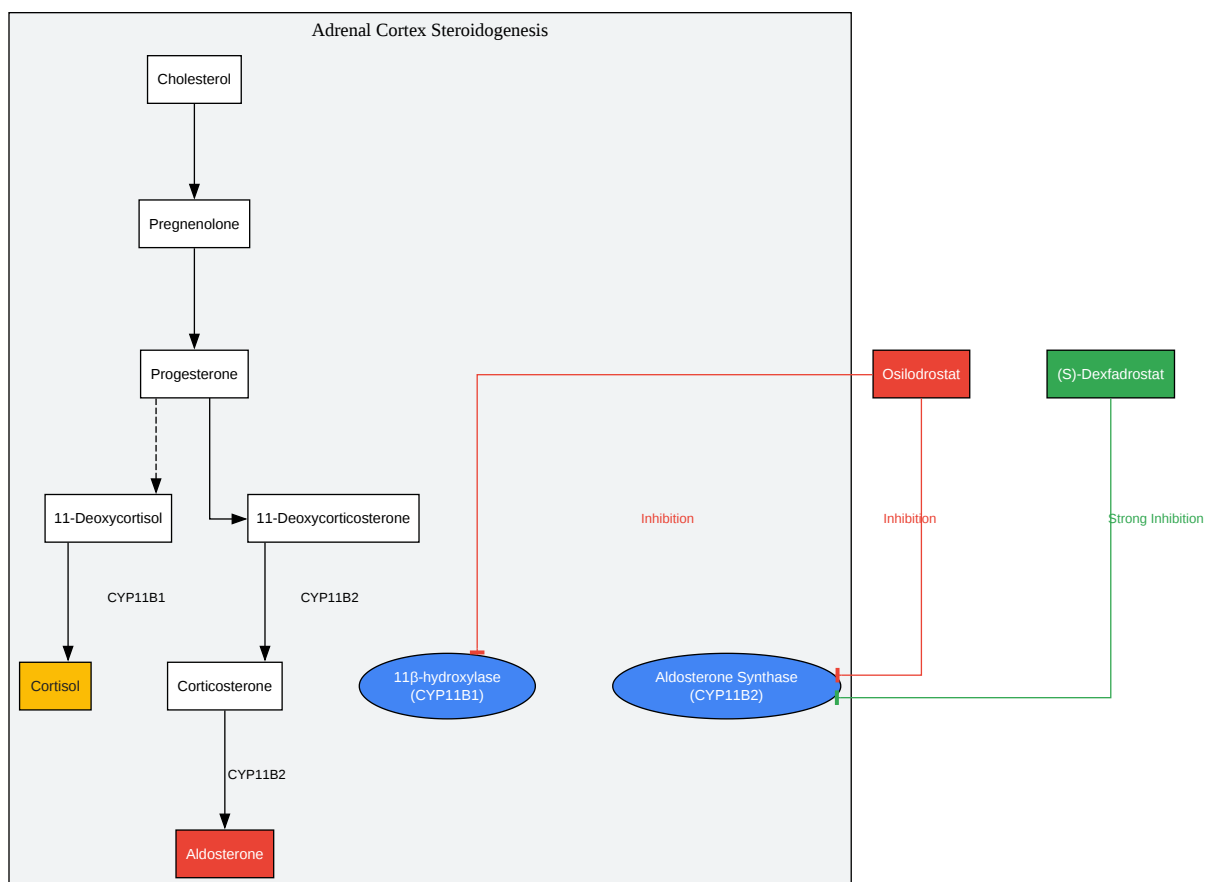 Adrenal Cortex Steroidogenesis
Cholesterol
Pregnenolone
Progesterone
Osilodrostat
(S)-Dexfadrostat
11-Deoxycortisol
11-Deoxycorticosterone
Inhibition
Inhibition
Strong Inhibition
CYP11B1
CYP11B2
Cortisol
Corticosterone
11β-hydroxylase
(CYP11B1)
Aldosterone Synthase
(CYP11B2)
CYP11B2
Aldosterone